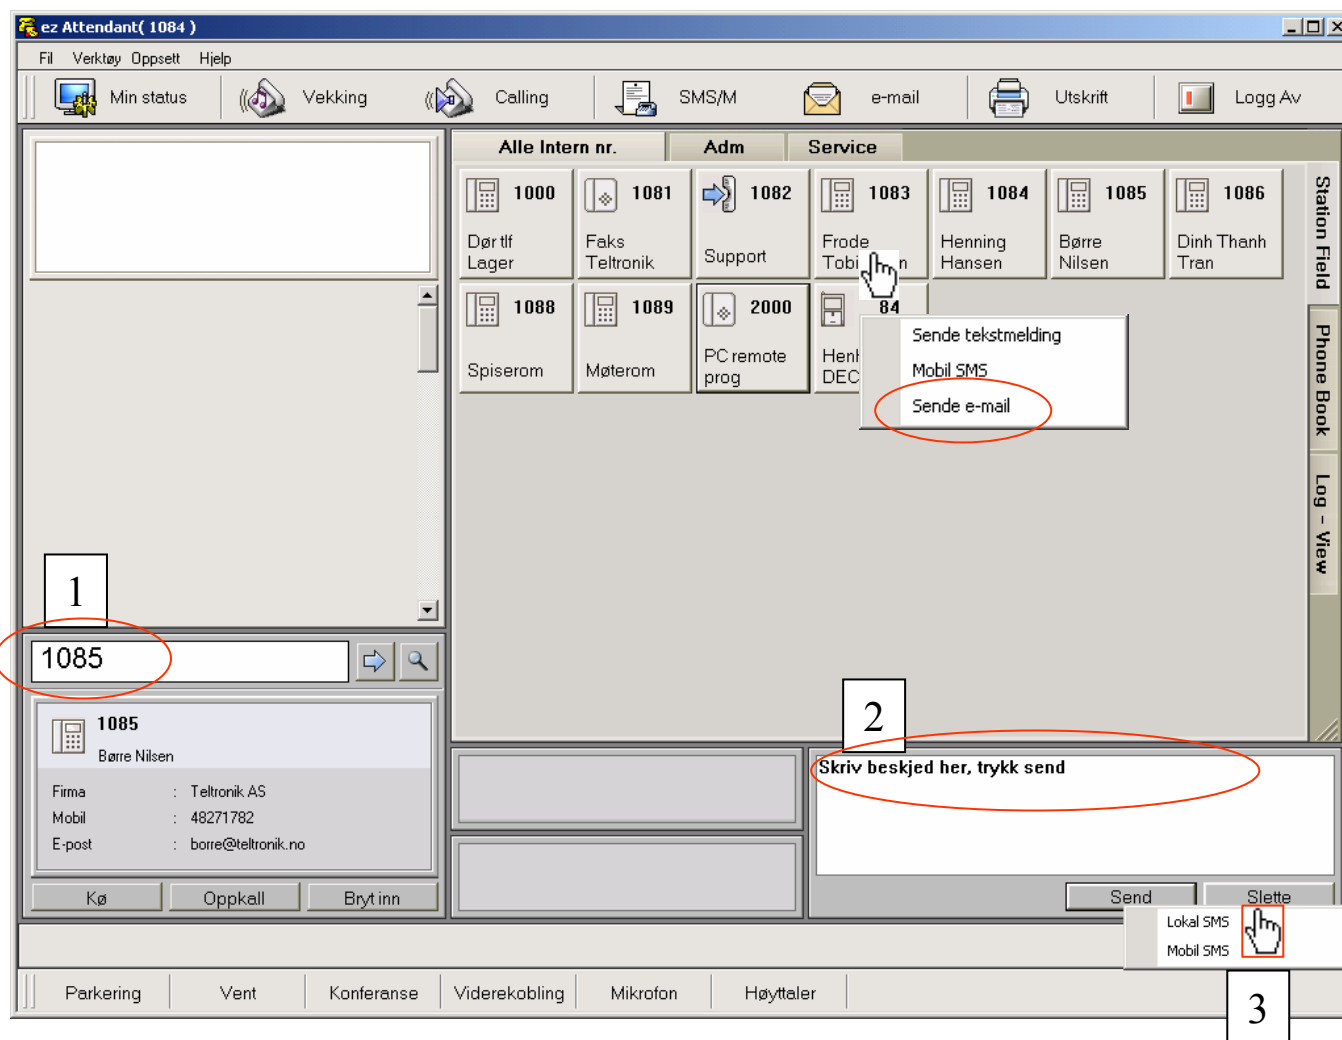 ez Attendant( 1084 )
Fil Verktøy Oppsett Hjelp
Min status Vekking Calling SMS/M e-mail Utskrift Logg Av
Alle Intern nr. Adm Service
1000 1081 1082 1083 1084 1085 1086
Dør tlf Faks Support Frode Henning Børre Dinh Thanh
Lager Teltronik Hansen Nilsen Tran
Station Field
1088 1089 2000 84
Spiserom Møterom PC remote
prog DEC
Sende tekstmelding
Mobil SMS
Sende e-mail
Phone Book
Log - View
1
1085
1085
Børre Nilsen
Firma : Teltronik AS
Mobil : 48271782
E-post : borre@teltronik.no
Kø Oppkall Bryt inn
2
Skriv beskjed her, trykk send
Send Slette
Lokal SMS
Mobil SMS
3
Parkering Vent Konferanse Viderekobling Mikrofon Høyttaler